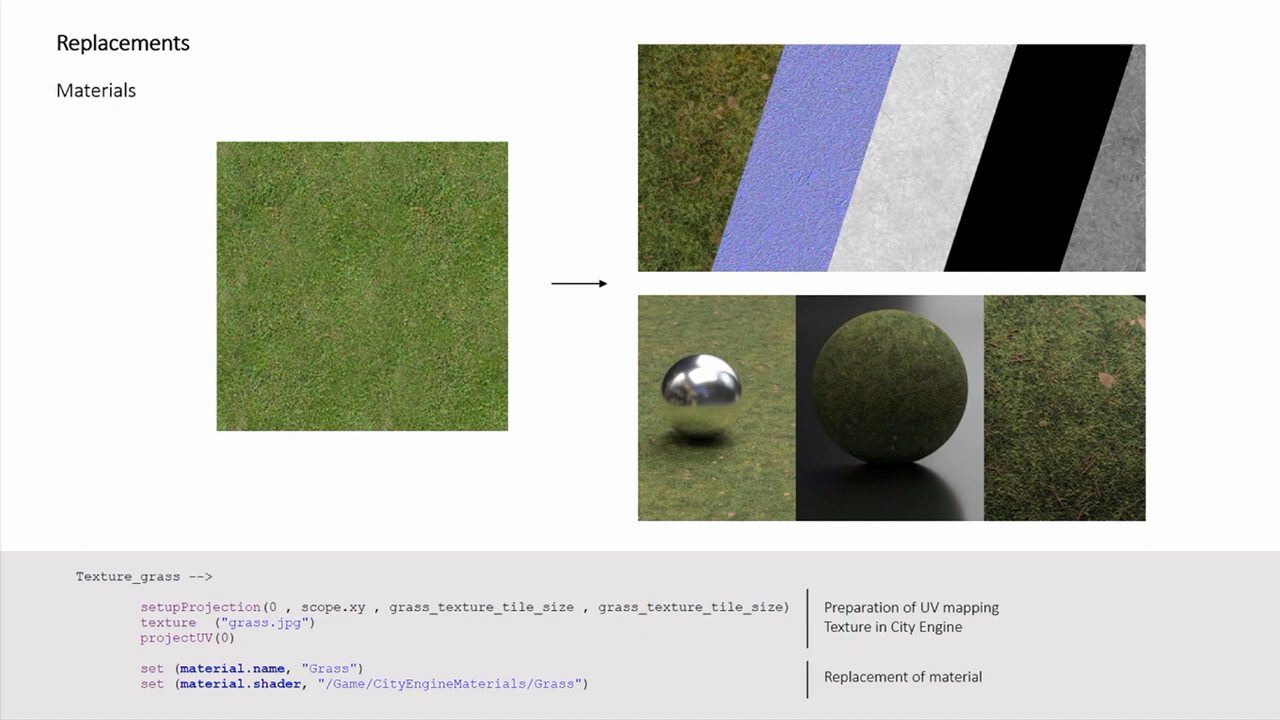 Replacements
Materials
Texture_grass -->
setupProjection(0 , scope.xy , grass_texture_tile_size , grass_texture_tile_size)
texture ("grass.jpg")
projectUV(0)
set (material.name, "Grass")
set (material.shader, "/Game/CityEngineMaterials/Grass")
Preparation of UV mapping
Texture in City Engine
Replacement of material